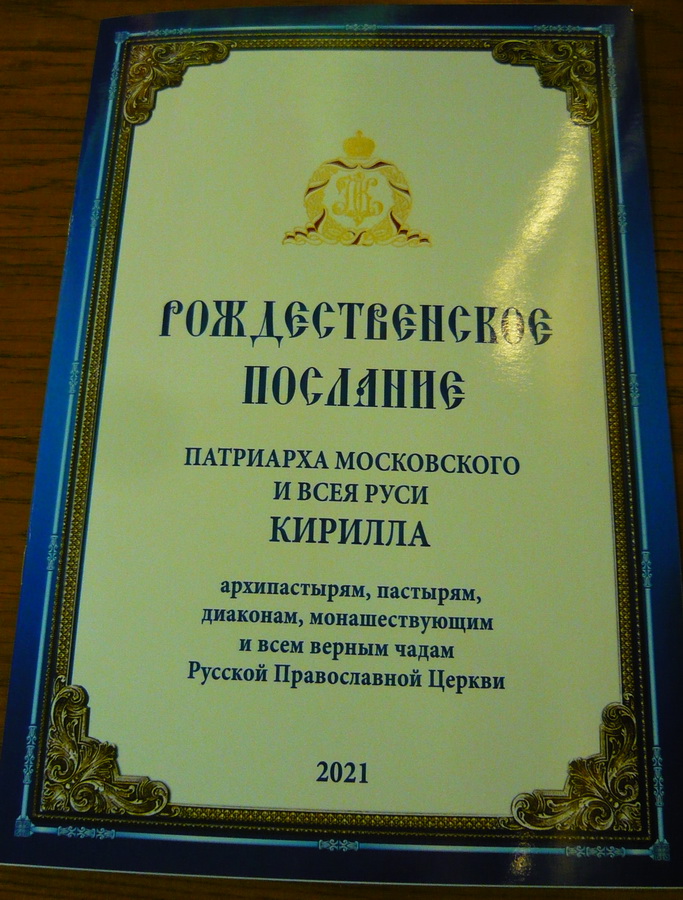 РОЖДЕСТВЕНСКОЕ
ПОСЛАНИЕ
ПАТРИАРХА МОСКОВСКОГО
И ВСЕЯ РУСИ
КИРИЛЛА
архипастырям, пастырям,
диаконам, монашествующим
и всем верным чадам
Русской Православной Церкви
2021